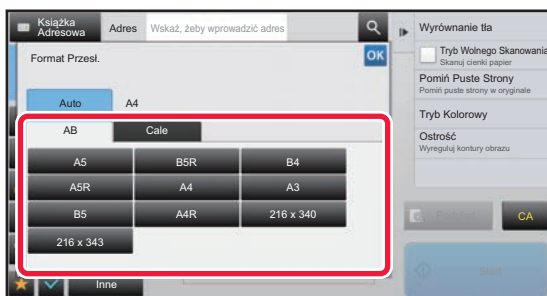 Książka
Adresowa
Adres
Wskaż, żeby wprowadzić adres
Format Przesł.
OK
Auto
A4
AB
Cale
A5
B5R
B4
A5R
A4
A3
B5
A4R
216 x 340
216 x 343
Inne
Wyrównanie tła
Tryb Wolnego Skanowania
Skanuj cienki papier
Pomiń Puste Strony
Pomiń puste strony w oryginale
Tryb Kolorowy
Ostrość
Wyreguluj kontury obrazu
CA
Start